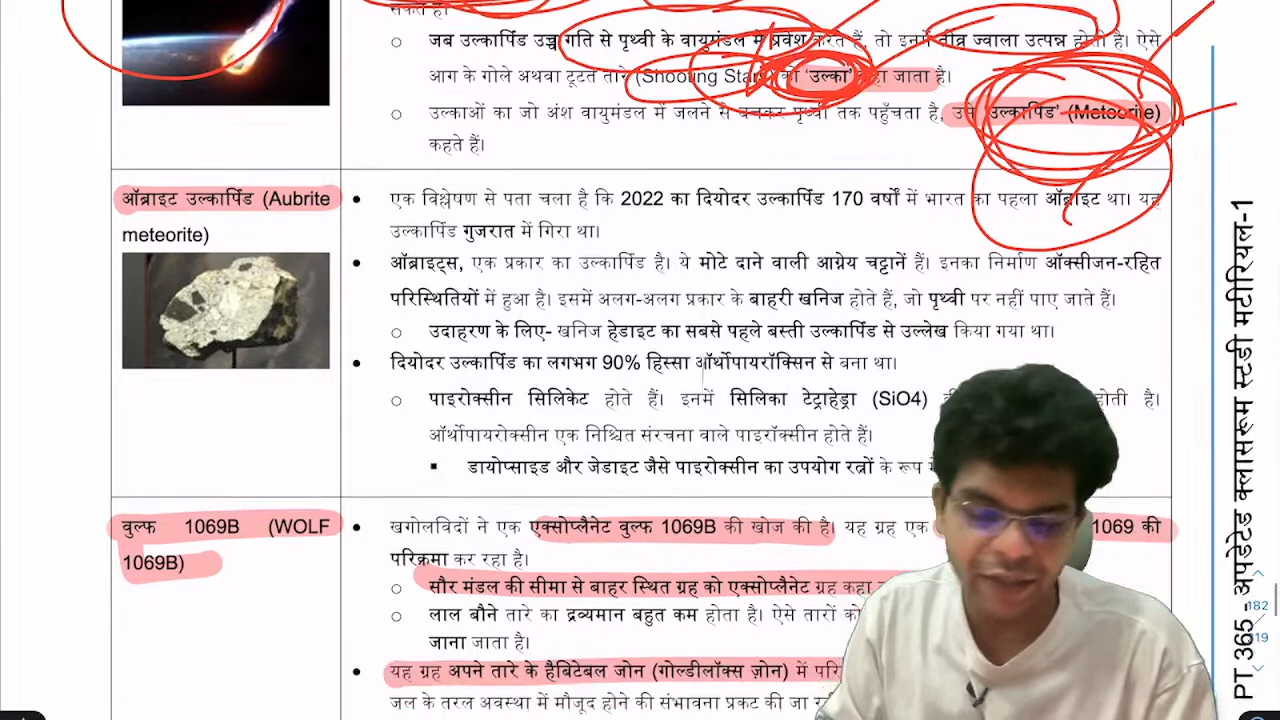 सकते हैं।
जब उल्कापिंड उच्च गति से पृथ्वी के वायुमंडल में प्रवेश करते हैं, तो इनमें तीव्र ज्वाला उत्पन्न होता है। ऐसे
आग के गोले अथवा टूटते तारे (Shooting Star) को 'उल्का' कहा जाता है।
उल्काओं का जो अंश वायुमंडल में जलने से बचकर पृथ्वी तक पहुँचता है, उसे 'उल्कापिंड' (Meteorite)
कहते हैं।
ऑब्राइट उल्कापिंड (Aubrite
meteorite)
एक विश्लेषण से पता चला है कि 2022 का दियोदर उल्कापिंड 170 वर्षों में भारत का पहला ऑब्राइट था। यह
उल्कापिंड गुजरात में गिरा था।
ऑब्राइट्स, एक प्रकार का उल्कापिंड है। ये मोटे दाने वाली आग्नेय चट्टानें हैं। इनका निर्माण ऑक्सीजन-रहित
परिस्थितियों में हुआ है। इसमें अलग-अलग प्रकार के बाहरी खनिज होते हैं, जो पृथ्वी पर नहीं पाए जाते हैं।
उदाहरण के लिए- खनिज हेडाइट का सबसे पहले बस्ती उल्कापिंड से उल्लेख किया गया था।
दियोदर उल्कापिंड का लगभग 90% हिस्सा ऑर्थोपायरॉक्सिन से बना था।
पाइरोक्सीन सिलिकेट होते हैं। इनमें सिलिका टेट्राहेड्रा (SiO4) होती है।
ऑर्थोपायरोक्सीन एक निश्चित संरचना वाले पाइरॉक्सीन होते हैं।
डायोप्साइड और जेडाइट जैसे पाइरोक्सीन का उपयोग रत्नों के रूप में
वुल्फ 1069B (WOLF
1069B)
खगोलविदों ने एक एक्सोप्लैनेट वुल्फ 1069B की खोज की है। यह ग्रह एक 1069 की
परिक्रमा कर रहा है।
सौर मंडल की सीमा से बाहर स्थित ग्रह को एक्सोप्लैनेट ग्रह कहा
लाल बौने तारे का द्रव्यमान बहुत कम होता है। ऐसे तारों को
जाना जाता है।
यह ग्रह अपने तारे के हैबिटेबल जोन (गोल्डीलॉक्स ज़ोन) में
जल के तरल अवस्था में मौजूद होने की संभावना प्रकट की जा
PT 365 - अपडेटेड क्लासरूम स्टडी मटीरियल-1
182